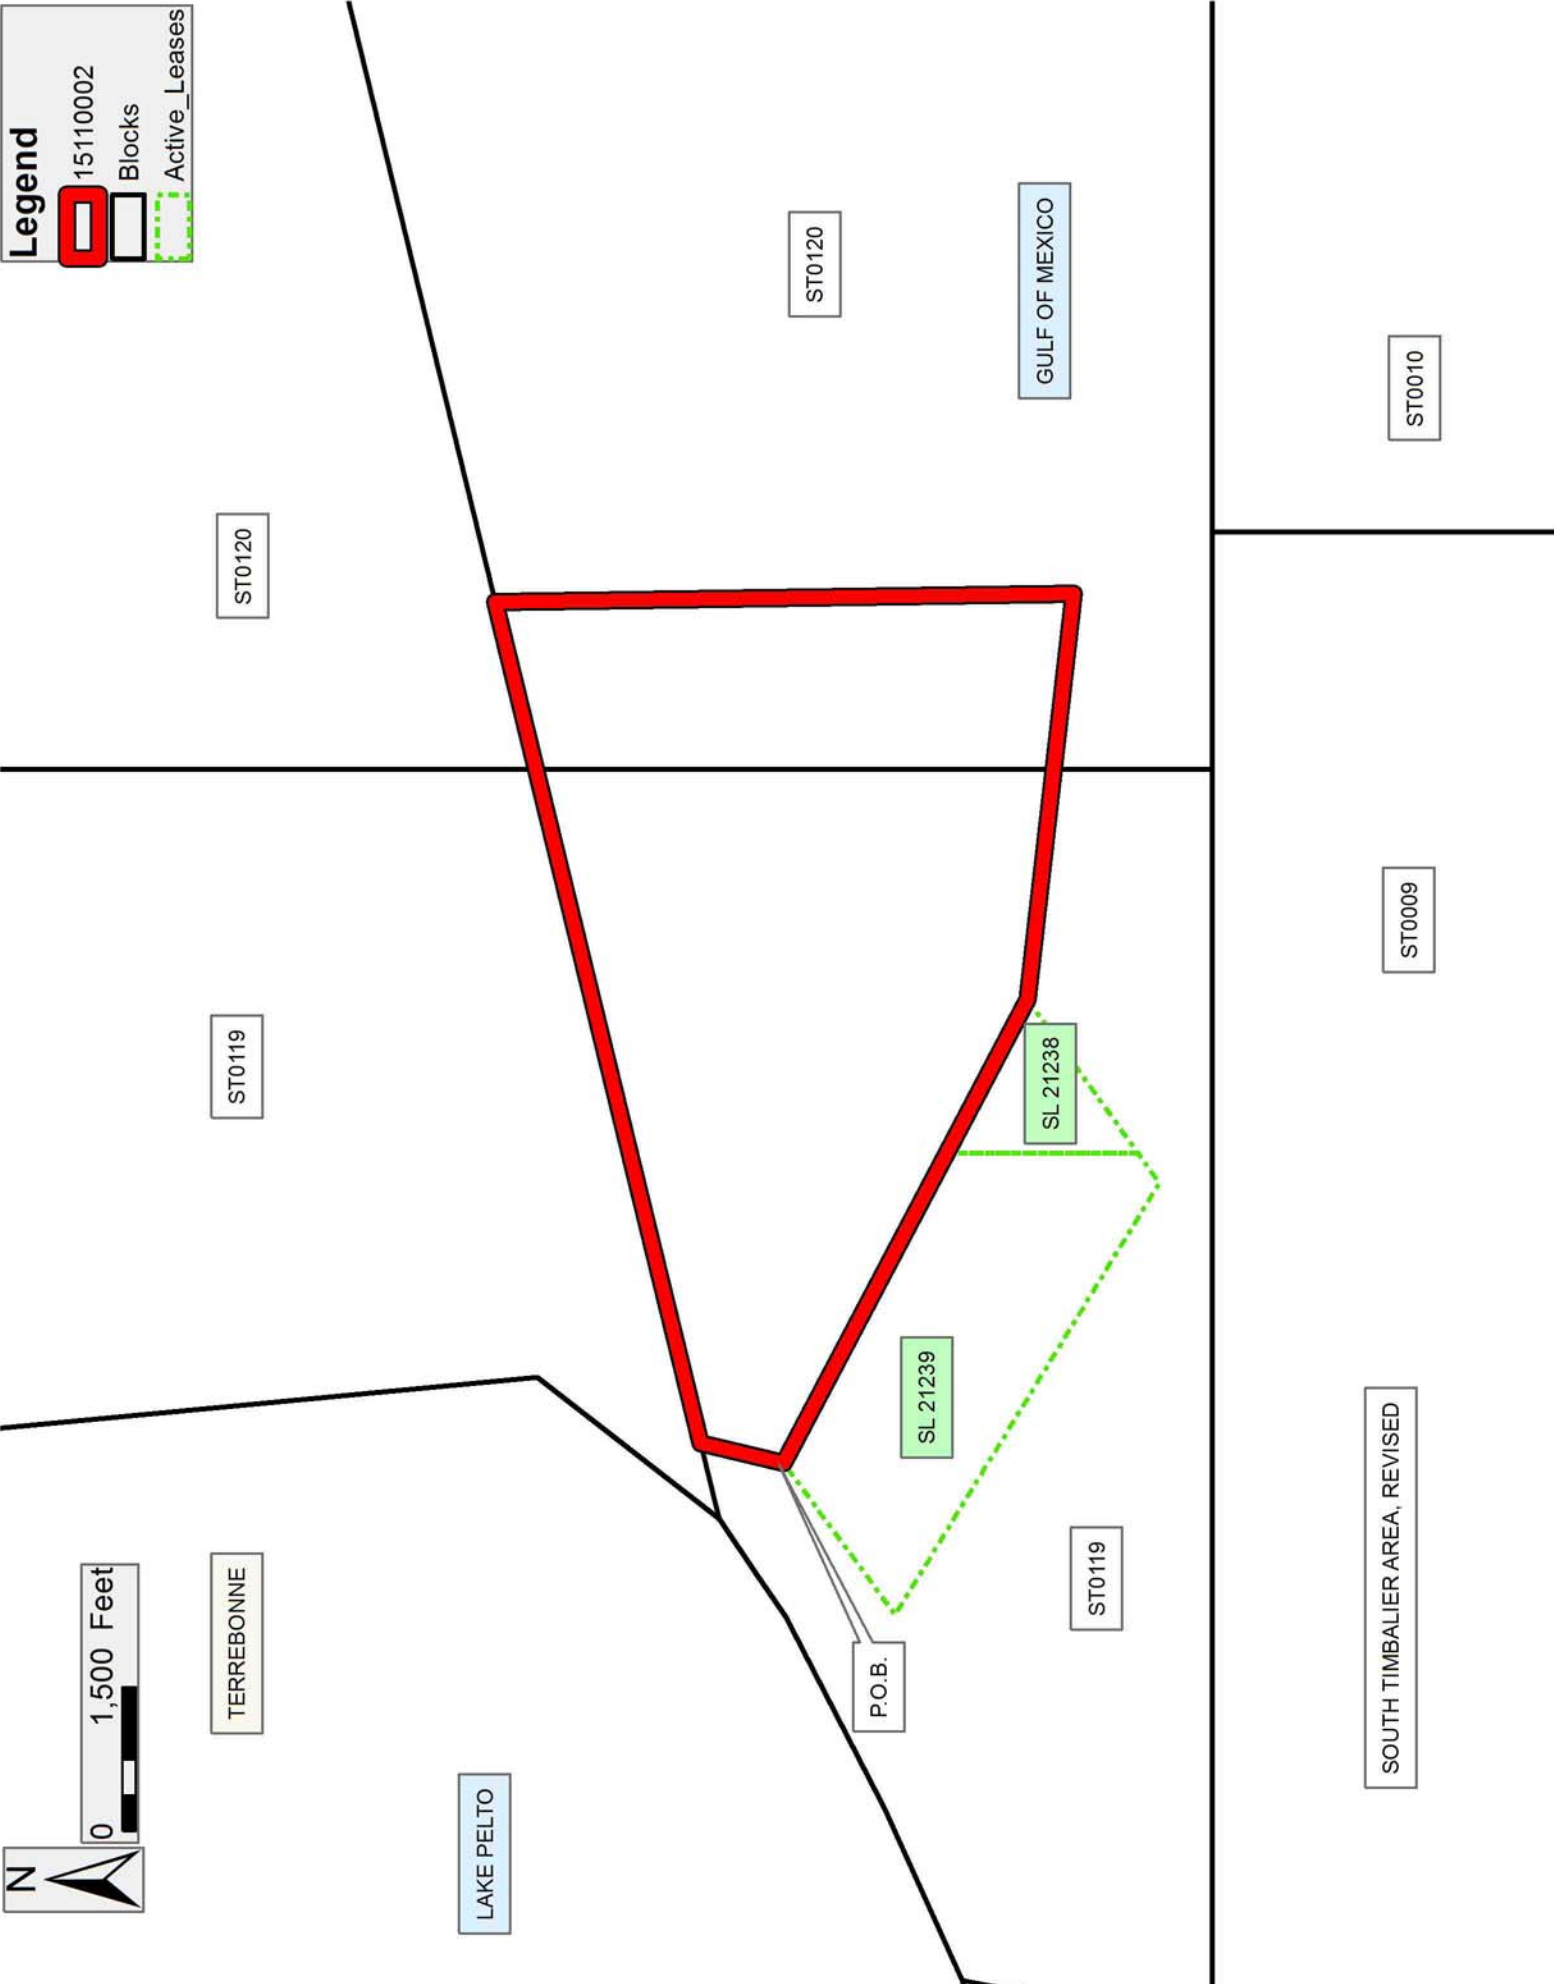 N
0 1,500 Feet
Legend
15110002
Blocks
Active_Leases
TERREBONNE
ST0119
ST0120
LAKE PELTO
ST0120
P.O.B.
SL 21239
SL 21238
GULF OF MEXICO
ST0119
SOUTH TIMBALIER AREA, REVISED
ST0009
ST0010